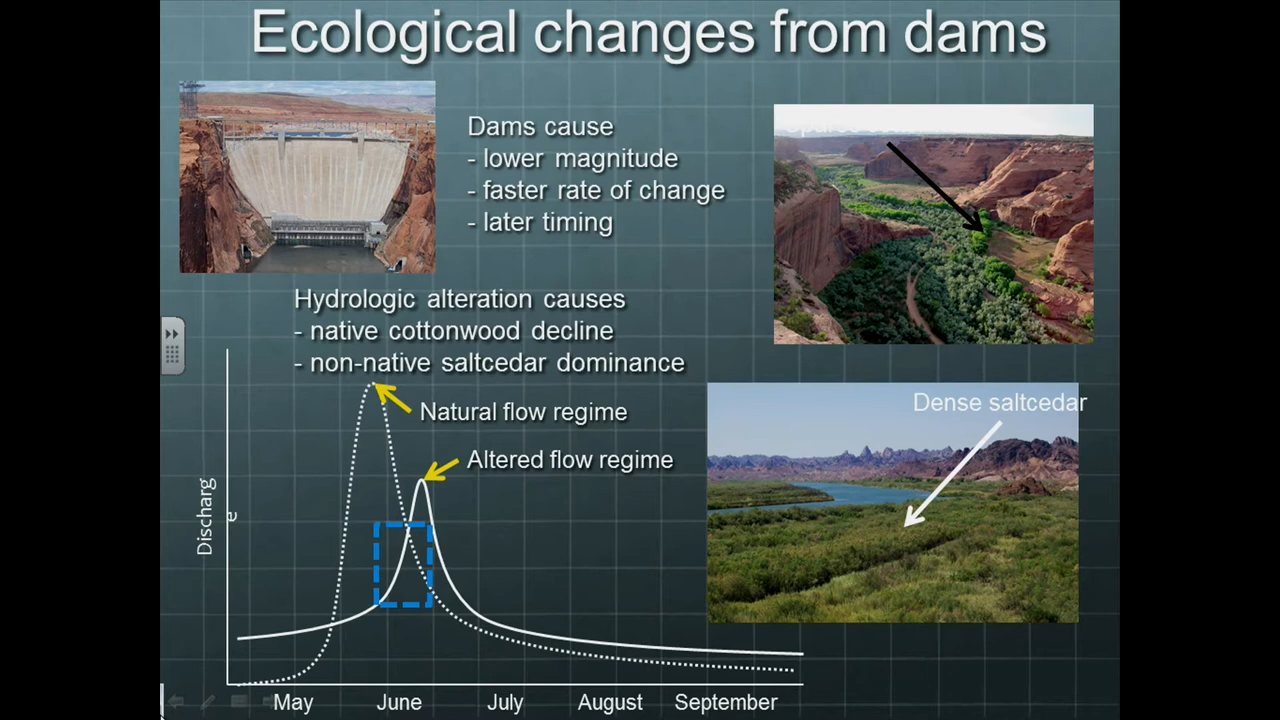 Ecological changes from dams
Dams cause
- lower magnitude
- faster rate of change
- later timing
Hydrologic alteration causes
- native cottonwood decline
- non-native saltcedar dominance
Natural flow regime
Altered flow regime
Dense saltcedar
Discharg
e
May June July August September